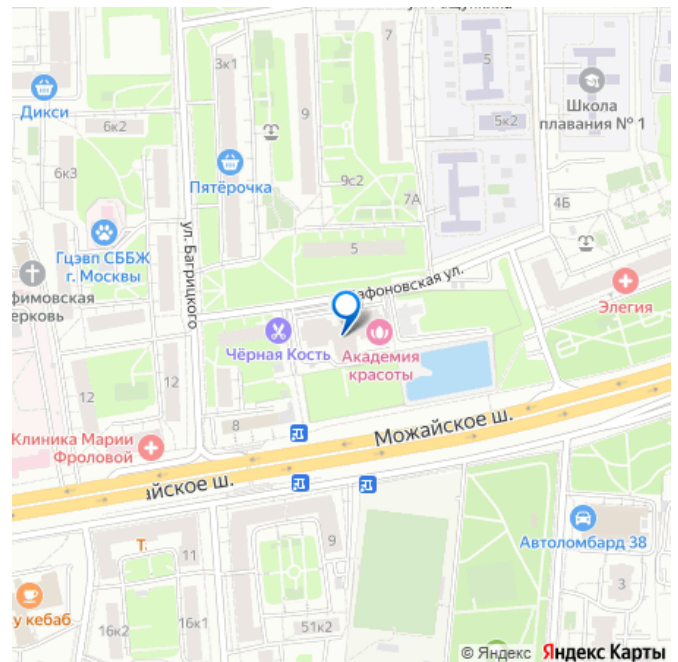 3к1
7
9
5
Дикси
6к2
5к2
Школа
плавания № 1
6к3
Пятёрочка
9с2
7А
4Б
Гцэвп СББЖ
г. Москвы
ул. Багрицкого
5
афоновская ул.
фимовская
ерковь
Элегия
Чёрная Кость
Академия
красоты
12
12
8
Клиника Марии
Фроловой
Можайское ш.
айское ш.
Т
11
9
Автоломбард 38
3
у кебаб
16к2
16к1
51к2
© Яндекс Яндекс Карты